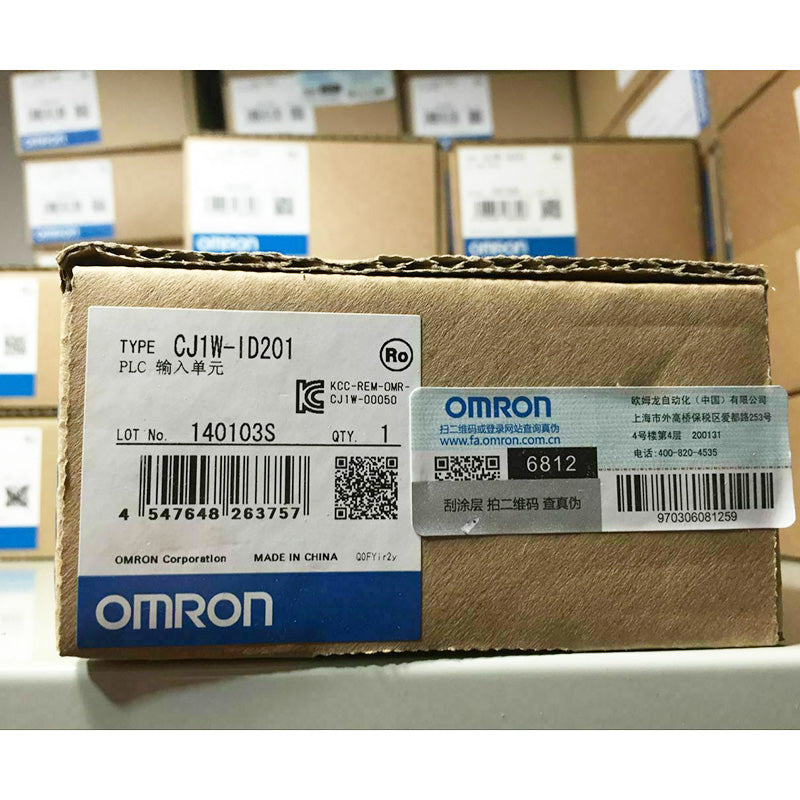 OMRON
OMRON
OMRON
OMRON
TYPE CJ1W-ID201
PLC 输入单元
Ro
KC
KCC-REM-OMR-
CJ1W-00050
LOT No. 140103S QTY. 1
4 547648 263757
OMRON Corporation MADE IN CHINA Q0FYir2y
OMRON
OMRON
扫二维码或登录网站查询真伪
www.fa.omron.com.cn
6812
刮涂层 拍二维码 查真伪
欧姆龙自动化（中国）有限公司
上海市外高桥保税区爱都路253号
4号楼第4层 200131
电话:400-820-4535
970306081259